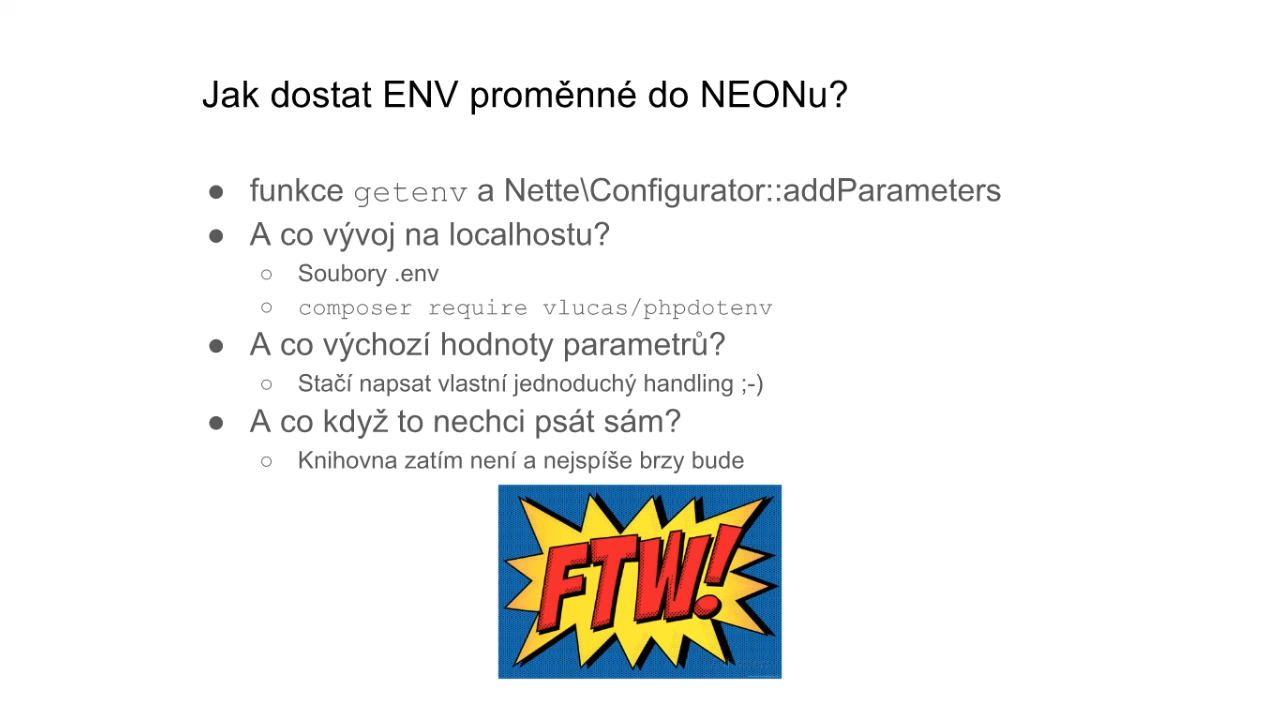 Jak dostat ENV proměnné do NEONu?
● funkce getenv a Nette\Configurator::addParameters
● A co vývoj na localhostu?
○ Soubory .env
○ composer require vlucas/phpdotenv
● A co výchozí hodnoty parametrů?
○ Stačí napsat vlastní jednoduchý handling ;-)
● A co když to nechci psát sám?
○ Knihovna zatím není a nejspíše brzy bude
FTW!